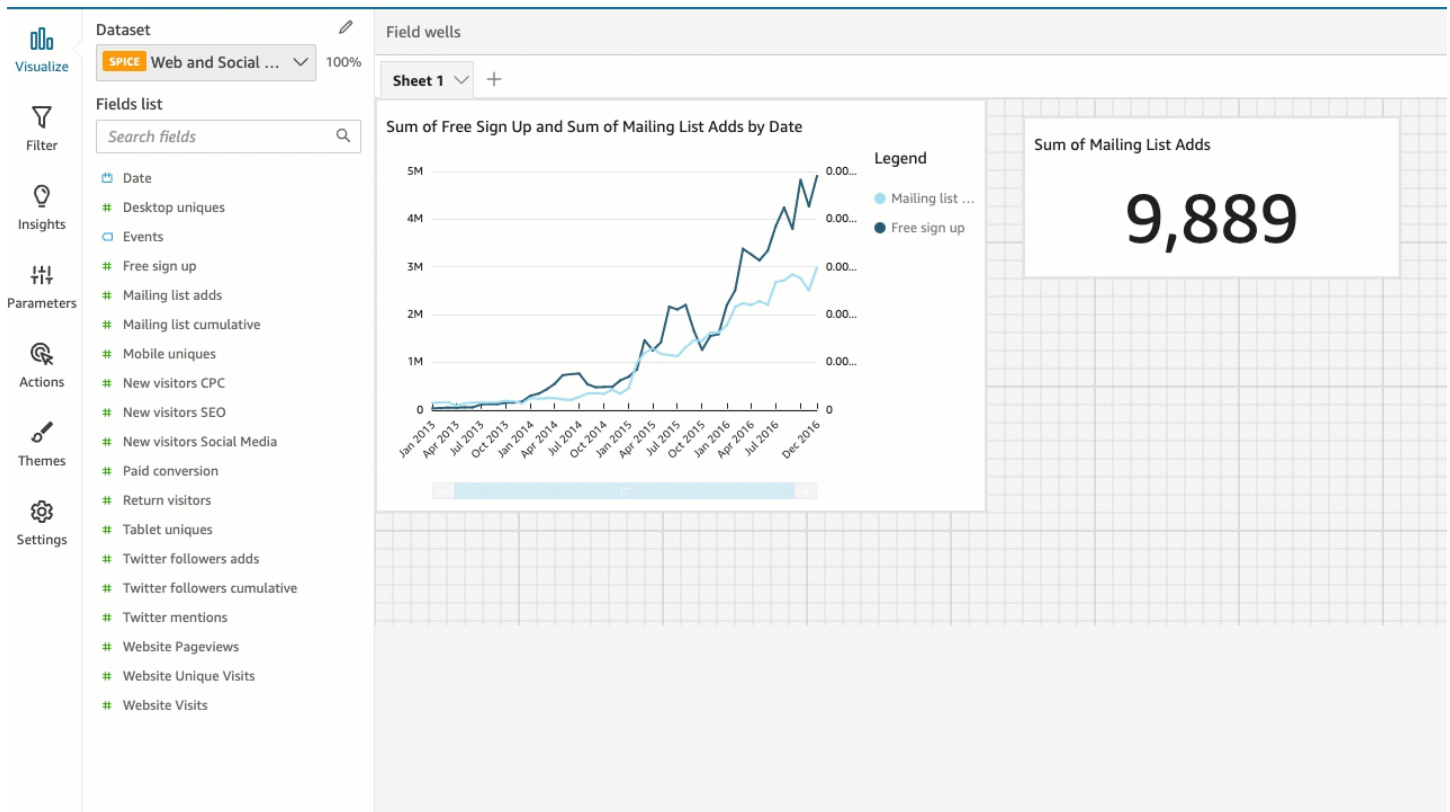 Visualize
Filter
Insights
Parameters
Actions
Themes
Settings
Dataset
SPICE Web and Social ... 100%
Fields list
Search fields
Date
Desktop uniques
Events
Free sign up
Mailing list adds
Mailing list cumulative
Mobile uniques
New visitors CPC
New visitors SEO
New visitors Social Media
Paid conversion
Return visitors
Tablet uniques
Twitter followers adds
Twitter followers cumulative
Twitter mentions
Website Pageviews
Website Unique Visits
Website Visits
Field wells
Sheet 1
Sum of Free Sign Up and Sum of Mailing List Adds by Date
5M
4M
3M
2M
1M
0
0.00...
0.00...
0.00...
0.00...
0.00...
0
Jan 2013
Apr 2013
Jul 2013
Oct 2013
Jan 2014
Apr 2014
Jul 2014
Oct 2014
Jan 2015
Apr 2015
Jul 2015
Oct 2015
Jan 2016
Apr 2016
Jul 2016
Dec 2016
Legend
Mailing list ...
Free sign up
Sum of Mailing List Adds
9,889